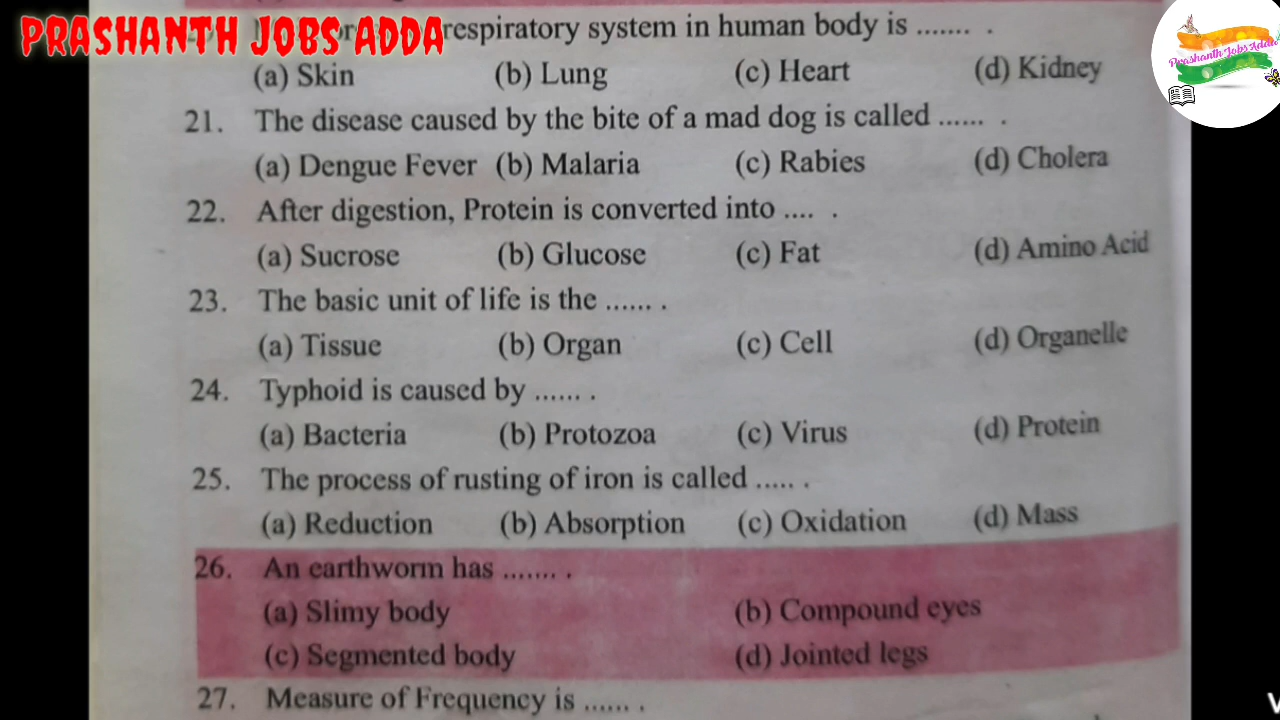 PRASHANTH JOBS ADDA
respiratory system in human body is ....... .
(a) Skin (b) Lung (c) Heart (d) Kidney
Prashanth Jobs Adda
21. The disease caused by the bite of a mad dog is called ...... .
(a) Dengue Fever (b) Malaria (c) Rabies (d) Cholera
22. After digestion, Protein is converted into .... .
(a) Sucrose (b) Glucose (c) Fat (d) Amino Acid
23. The basic unit of life is the ...... .
(a) Tissue (b) Organ (c) Cell (d) Organelle
24. Typhoid is caused by ...... .
(a) Bacteria (b) Protozoa (c) Virus (d) Protein
25. The process of rusting of iron is called ..... .
(a) Reduction (b) Absorption (c) Oxidation (d) Mass
26. An earthworm has ....... .
(a) Slimy body (b) Compound eyes
(c) Segmented body (d) Jointed legs
27. Measure of Frequency is ...... .